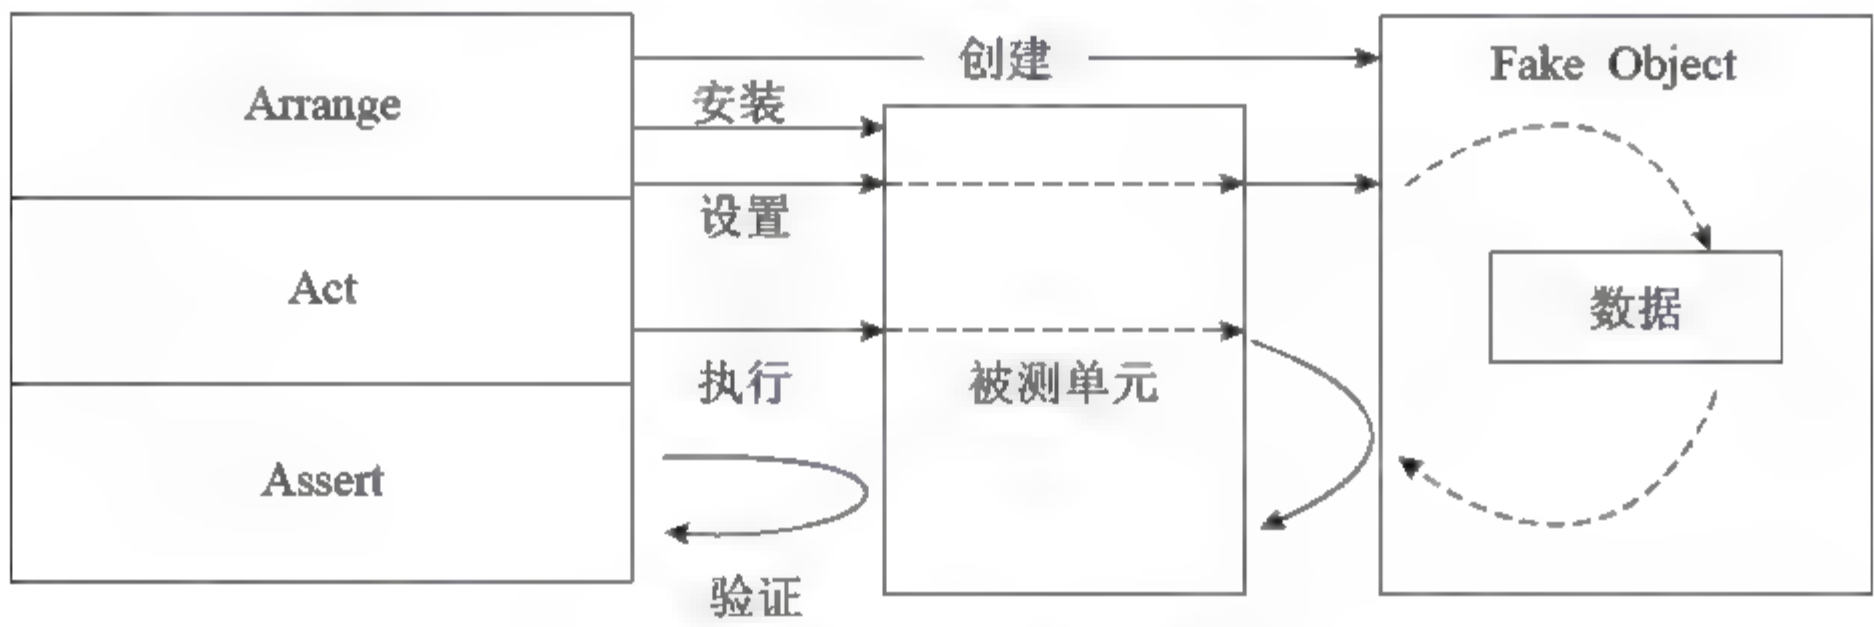 创建
Fake Object
Arrange
安装
设置
Act
数据
执行
被测单元
Assert
验证